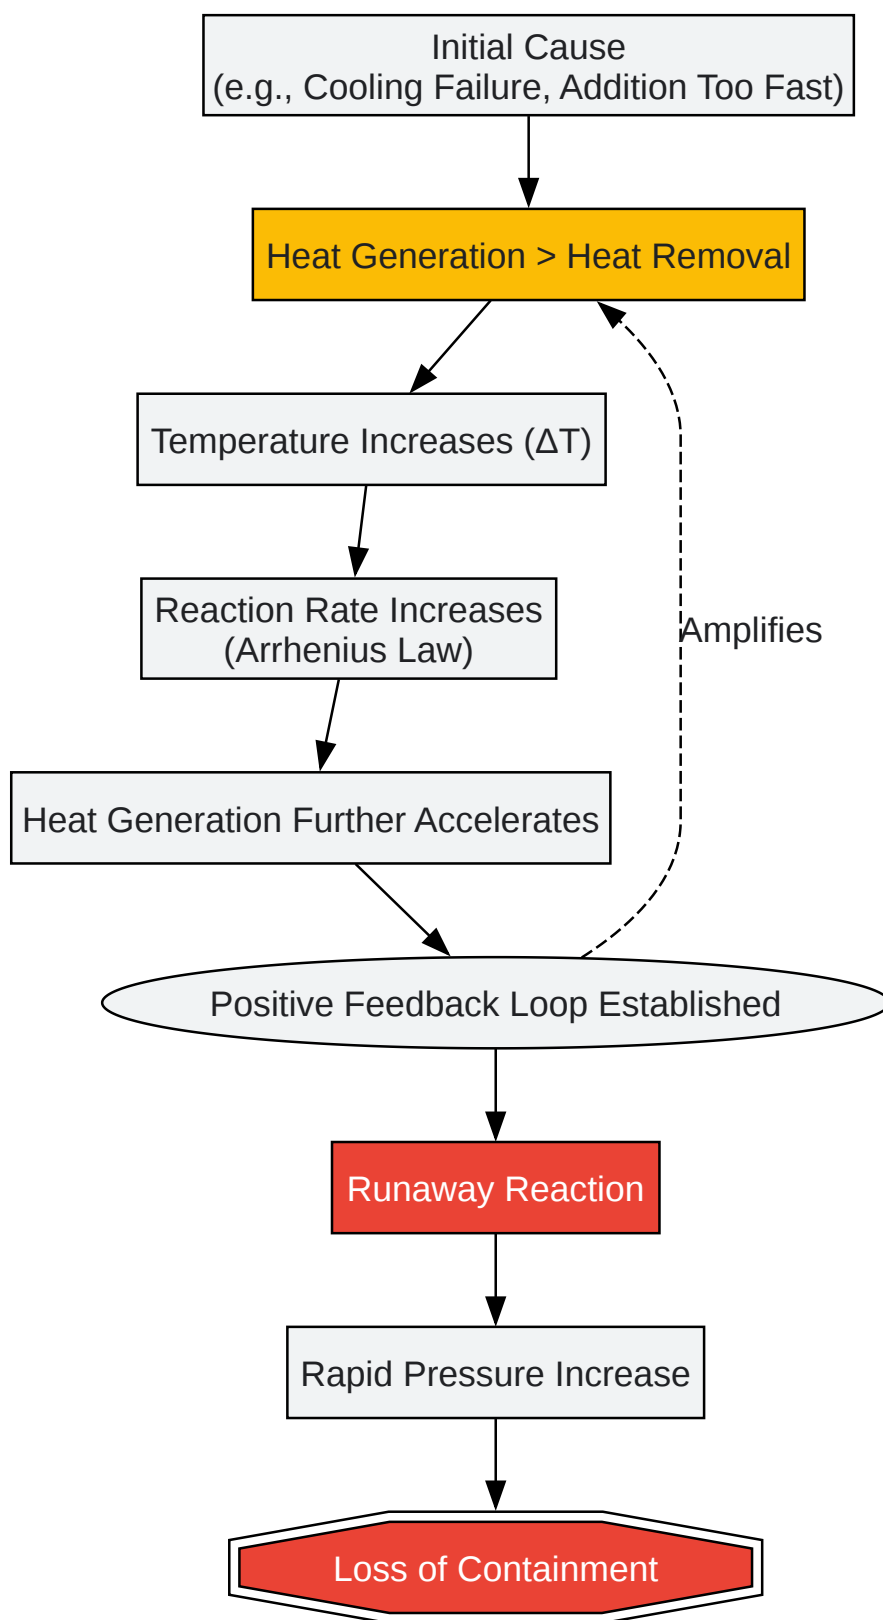 Initial Cause
(e.g., Cooling Failure, Addition Too Fast)
Heat Generation > Heat Removal
Temperature Increases (ΔT)
Reaction Rate Increases
(Arrhenius Law)
Amplifies
Heat Generation Further Accelerates
Positive Feedback Loop Established
Runaway Reaction
Rapid Pressure Increase
Loss of Containment